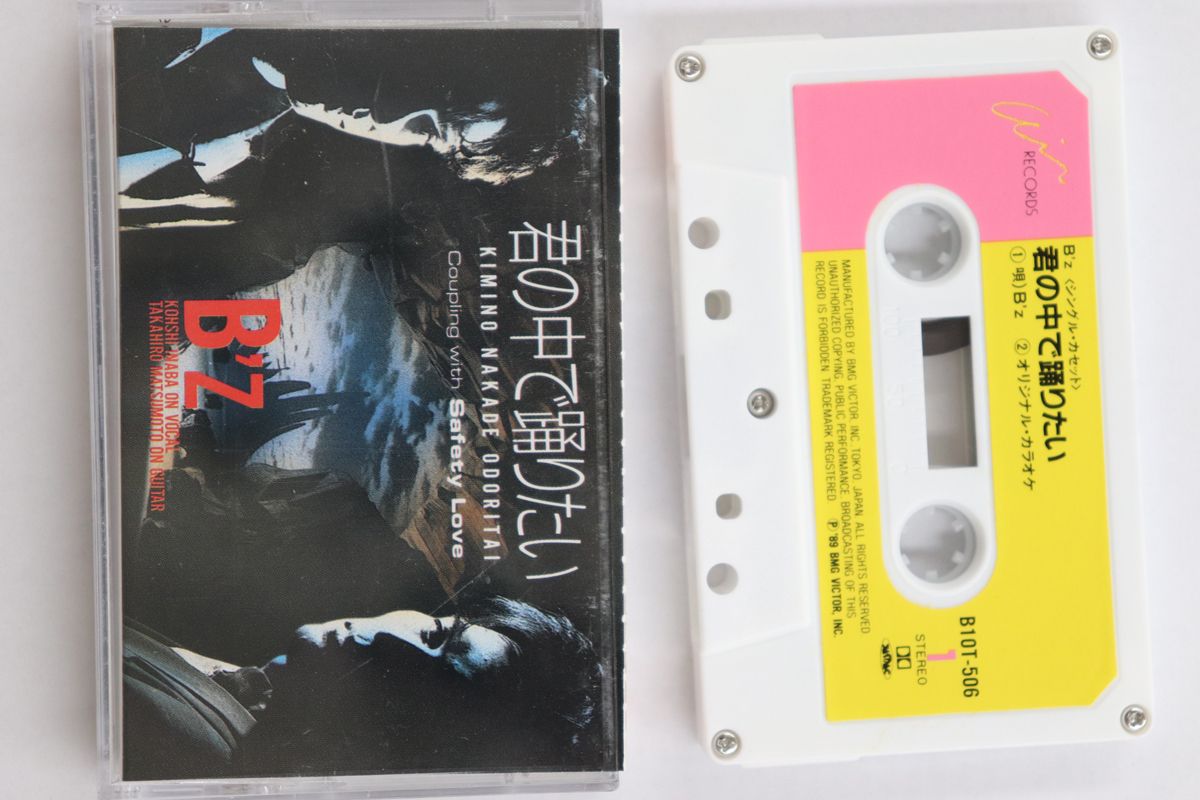 君の中で踊りたい
KIMINO NAKADE ODORITAI
Coupling with Safety Love
B'z
KOHSHI INABA ON VOCAL
TAKAHIRO MATSUMOTO ON GUITAR
RECORDS
B'z 〈シングル・カセット〉
君の中で踊りたい
① 唄) B'z ② オリジナル・カラオケ
100 50 0
MANUFACTURED BY BMG VICTOR INC. TOKYO JAPAN. ALL RIGHTS RESERVED
UNAUTHORIZED COPYING. PUBLIC PERFORMANCE. BROADCASTING OF THIS
RECORD IS FORBIDDEN. TRADEMARK REGISTERED. Ⓟ '89 BMG VICTOR, INC.
B10T-506
1
STEREO